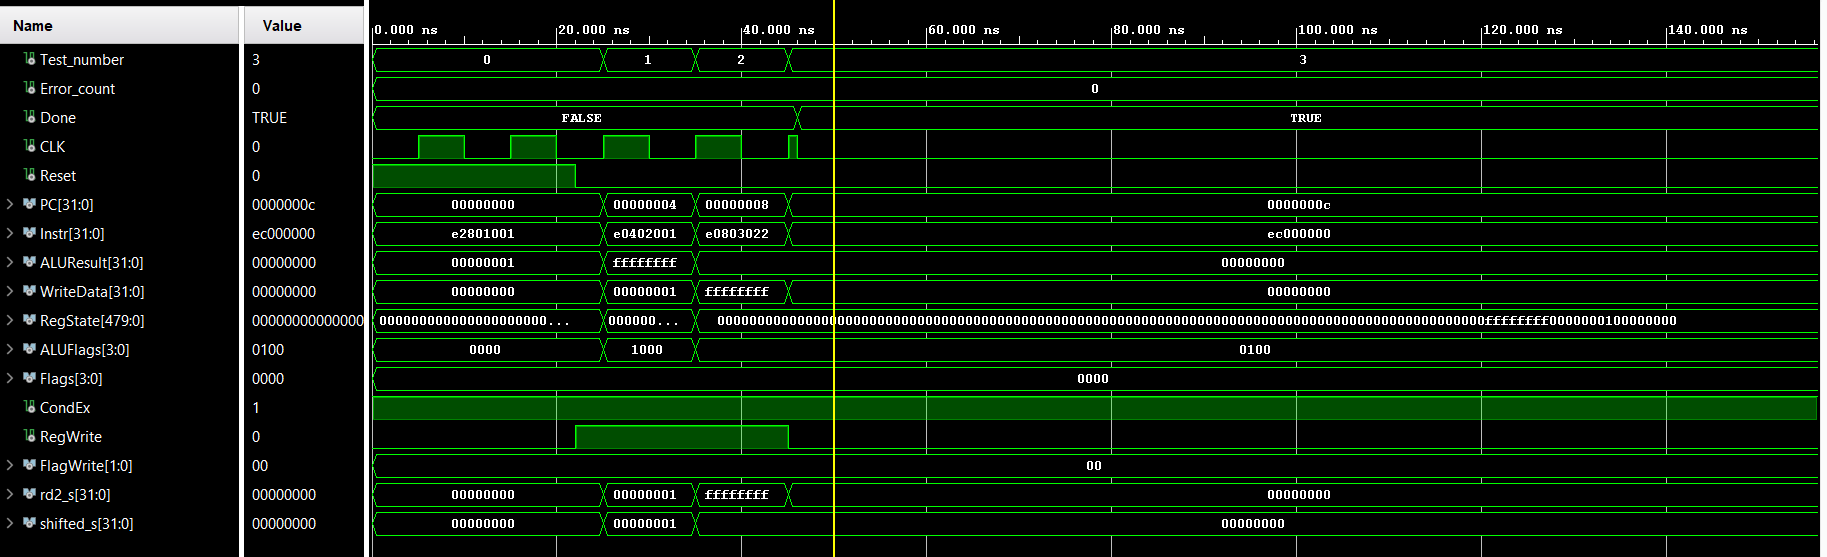 Name Value 0.000 ns 20.000 ns 40.000 ns 60.000 ns 80.000 ns 100.000 ns 120.000 ns 140.000 ns
Test_number 3 0 1 2 3
Error_count 0 0
Done TRUE FALSE TRUE
CLK 0
Reset 0
PC[31:0] 0000000c 00000000 00000004 00000008 0000000c
Instr[31:0] ec000000 e2801001 e0402001 e0803022 ec000000
ALUResult[31:0] 00000000 00000001 ffffffff 00000000
WriteData[31:0] 00000000 00000000 00000001 ffffffff 00000000
RegState[479:0]
ALUFlags[3:0] 0100 0000 1000 0100
Flags[3:0] 0000 0000
CondEx 1
RegWrite 0
FlagWrite[1:0] 00 00
rd2_s[31:0] 00000000 00000000 00000001 ffffffff 00000000
shifted_s[31:0] 00000000 00000000 00000001 00000000